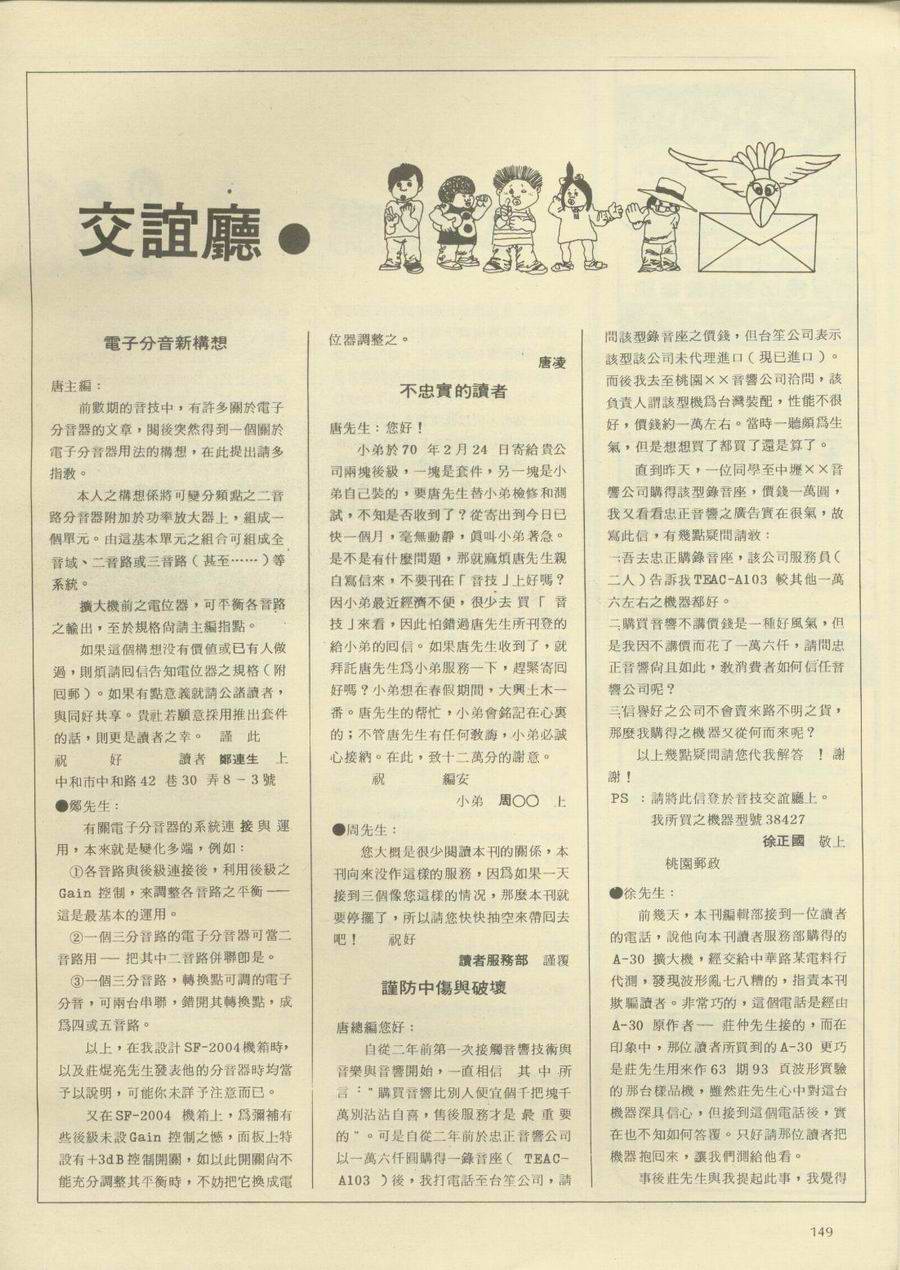 交誼廳●
電子分音新構想
唐主編：
前數期的音技中，有許多關於電子
分音器的文章，閱後突然得到一個關於
電子分音器用法的構想，在此提出請多
指教。
本人之構想係將可變分頻點之二音
路分音器附加於功率放大器上，組成一
個單元。由這基本單元之組合可組成全
音域、二音路或三音路（甚至……）等
系統。
擴大機前之電位器，可平衡各音路
之輸出，至於規格尚請主編指點。
如果這個構想没有價值或已有人做
過，則煩請囘信告知電位器之規格（附
囘郵）。如果有點意義就請公諸讀者，
與同好共享。貴社若願意採用推出套件
的話，則更是讀者之幸。　謹　此
祝　　好　　讀者　鄭連生　上
中和市中和路42 巷30 弄8－3號
●鄭先生：
有關電子分音器的系統連 接 與 運
用，本來就是變化多端，例如：
①各音路與後級連接後，利用後級之
Gain 控制，來調整各音路之平衡——
這是最基本的運用。
②一個三分音路的電子分音器可當二
音路用——把其中二音路併聯卽是。
③一個三分音路，轉換點可調的電子
分音，可兩台串聯，錯開其轉換點，成
爲四或五音路。
以上，在我設計SF-2004機箱時，
以及莊焜亮先生發表他的分音器時均當
予以說明，可能你未詳予注意而已。
又在SF-2004 機箱上，爲彌補有
些後級未設Gain 控制之憾，面板上特
設有+3dB控制開關，如以此開關尙不
能充分調整其平衡時，不妨把它換成電
位器調整之。
唐凌
不忠實的讀者
唐先生：您好！
小弟於70 年2月24 日寄給貴公
司兩塊後級，一塊是套件，另一塊是小
弟自己裝的，要唐先生替小弟檢修和測
試，不知是否收到了？從寄出到今日已
快一個月，毫無動靜，眞叫小弟著急。
是不是有什麼問題，那就麻煩唐先生親
自寫信來，不要刊在「音技」上好嗎？
因小弟最近經濟不便，很少去 買「 音
技」來看，因此怕錯過唐先生所刊登的
給小弟的囘信。如果唐先生收到了，就
拜託唐先生爲小弟服務一下，趕緊寄囘
好嗎？小弟想在春假期間，大興土木一
番。唐先生的幇忙，小弟會銘記在心裏
的；不管唐先生有任何敎誨，小弟必誠
心接納。在此，致十二萬分的謝意。
祝　　　編安
小弟　周○○　上
●周先生：
您大概是很少閱讀本刊的關係，本
刊向來没作這樣的服務，因爲如果一天
接到三個像您這樣的情况，那麼本刊就
要停擺了，所以請您快快抽空來帶囘去
吧！　祝好
讀者服務部　謹覆
謹防中傷與破壞
唐總編您好：
自從二年前第一次接觸音響技術與
音樂與音響開始，一直相信　其 中 所
言："購買音響比別人便宜個千把塊千
萬別沾沾自喜，售後服務才是 最 重 要
的"。可是自從二年前於忠正音響公司
以一萬六仟圓購得一錄音座（ TEAC-
A103 ）後，我打電話至台笙公司，請
問該型錄音座之價錢，但台笙公司表示
該型該公司未代理進口（現已進口）。
而後我去至桃園××音響公司洽問，該
負責人謂該型機爲台灣裝配，性能不很
好，價錢約一萬左右。當時一聽頗爲生
氣，但是想想買了都買了還是算了。
直到昨天，一位同學至中壢××音
響公司購得該型錄音座，價錢一萬圓，
我又看看忠正音響之廣告實在很氣，故
寫此信，有幾點疑問請敎：
一.吾去忠正購錄音座，該公司服務員（
二人）告訴我TEAC-A103 較其他一萬
六左右之機器都好。
二.購買音響不講價錢是一種好風氣，但
是我因不講價而花了一萬六仟，請問忠
正音響尙且如此，敎消費者如何信任音
響公司呢？
三.信譽好之公司不會賣來路不明之貨，
那麼我購得之機器又從何而來呢？
以上幾點疑問請您代我解答 ！謝
謝！
PS ：請將此信登於音技交誼廳上。
我所買之機器型號38427
徐正國　敬上
桃園郵政
●徐先生：
前幾天，本刊編輯部接到一位讀者
的電話，說他向本刊讀者服務部購得的
A-30 擴大機，經交給中華路某電料行
代測，發現波形亂七八糟的，指責本刊
欺騙讀者。非常巧的，這個電話是經由
A-30 原作者——莊仲先生接的，而在
印象中，那位讀者所買到的A-30 更巧
是莊先生用來作63 期93 頁波形實驗
的那台樣品機，雖然莊先生心中對這台
機器深具信心，但接到這個電話後，實
在也不知如何答覆。只好請那位讀者把
機器抱囘來，讓我們測給他看。
事後莊先生與我提起此事，我覺得
149